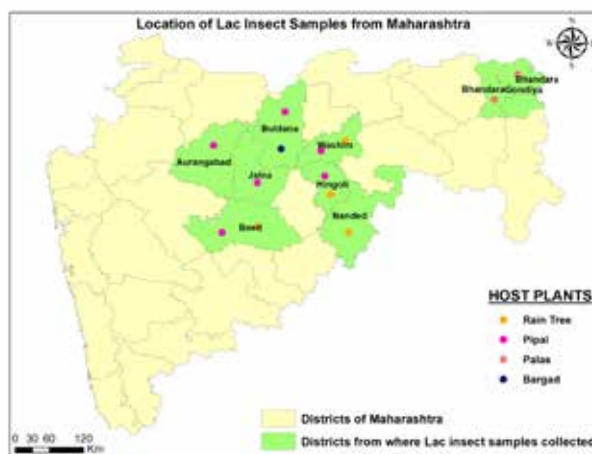 Location of Lac Insect Samples from Maharashtra
N
Bhandara
Bhandara Gondiya
Buldana
Washim
Aurangabad
Jalna
Hingoli
Beed
Nanded
HOST PLANTS
Rain Tree
Pipal
Palas
Bargad
Districts of Maharashtra
Districts from where Lac insect samples collected
0 30 60 120
Km